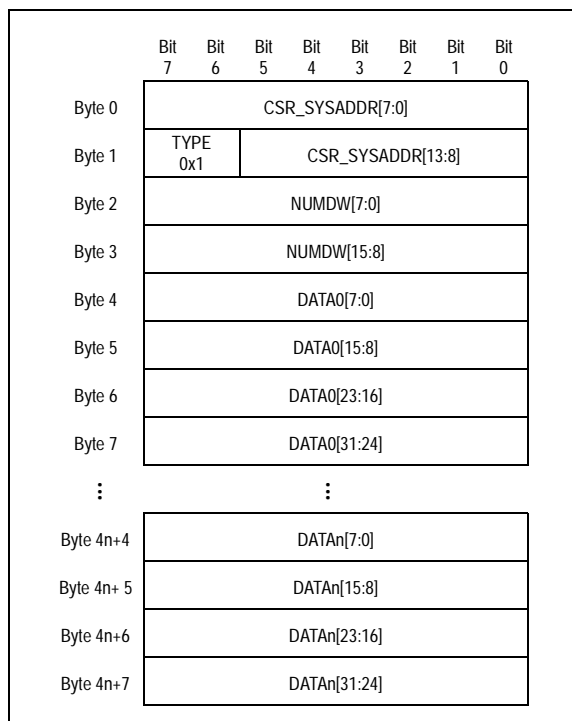 Bit Bit Bit Bit Bit Bit Bit Bit
7 6 5 4 3 2 1 0
Byte 0 CSR_SYSADDR[7:0]
Byte 1 TYPE 0x1 CSR_SYSADDR[13:8]
Byte 2 NUMDW[7:0]
Byte 3 NUMDW[15:8]
Byte 4 DATA0[7:0]
Byte 5 DATA0[15:8]
Byte 6 DATA0[23:16]
Byte 7 DATA0[31:24]
⋮ ⋮
Byte 4n+4 DATAn[7:0]
Byte 4n+ 5 DATAn[15:8]
Byte 4n+6 DATAn[23:16]
Byte 4n+7 DATAn[31:24]